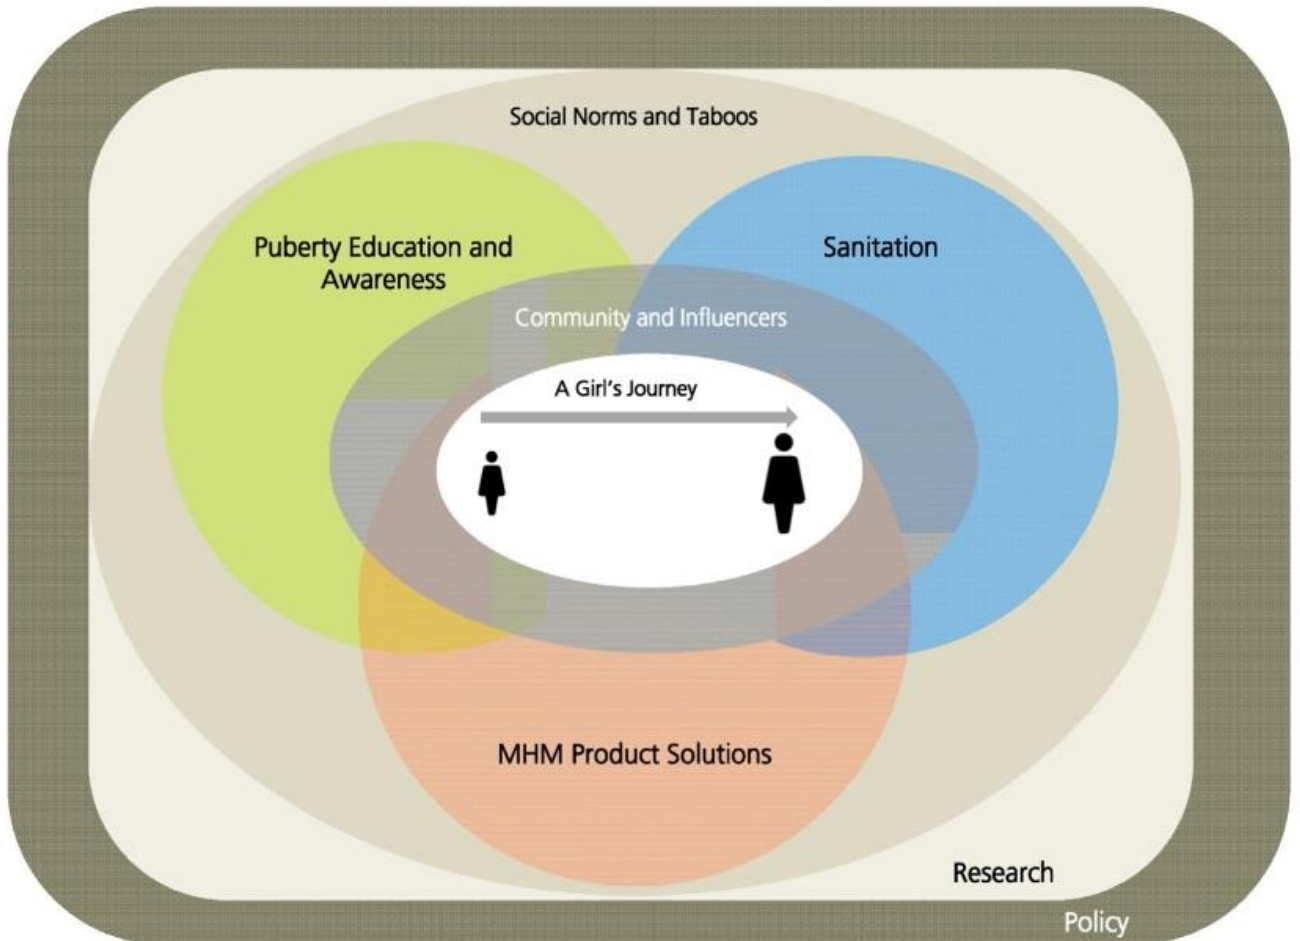 Social Norms and Taboos
Puberty Education and
Awareness
Sanitation
Community and Influencers
A Girl's Journey
MHM Product Solutions
Research
Policy